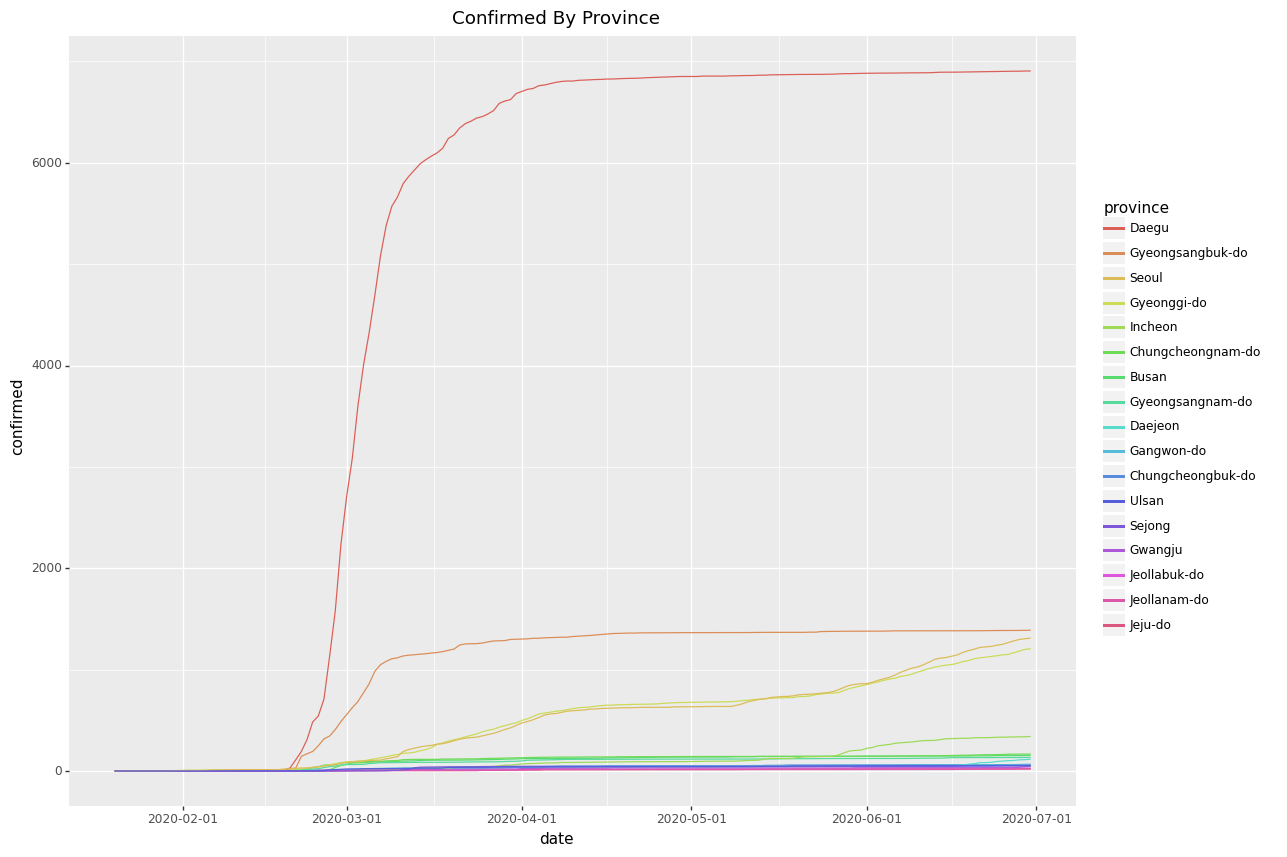 Confirmed By Province
6000
4000
2000
0
confirmed
2020-02-01 2020-03-01 2020-04-01 2020-05-01 2020-06-01 2020-07-01
date
province
Daegu
Gyeongsangbuk-do
Seoul
Gyeonggi-do
Incheon
Chungcheongnam-do
Busan
Gyeongsangnam-do
Daejeon
Gangwon-do
Chungcheongbuk-do
Ulsan
Sejong
Gwangju
Jeollabuk-do
Jeollanam-do
Jeju-do